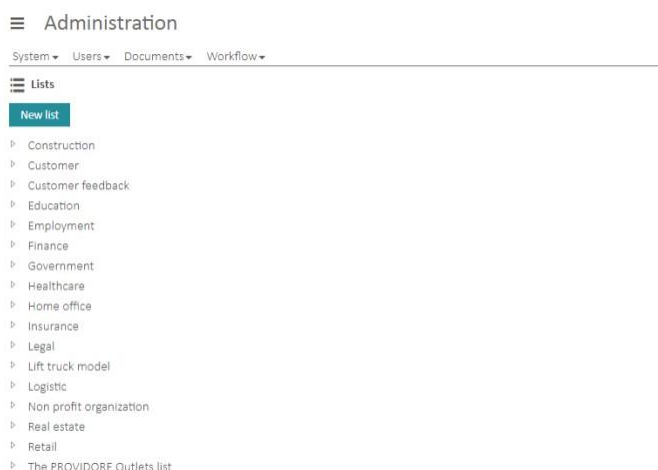 Administration
System Users Documents Workflow
Lists
New list
Construction
Customer
Customer feedback
Education
Employment
Finance
Government
Healthcare
Home office
Insurance
Legal
Lift truck model
Logistic
Non profit organization
Real estate
Retail
The PROVIDORE Outlets list